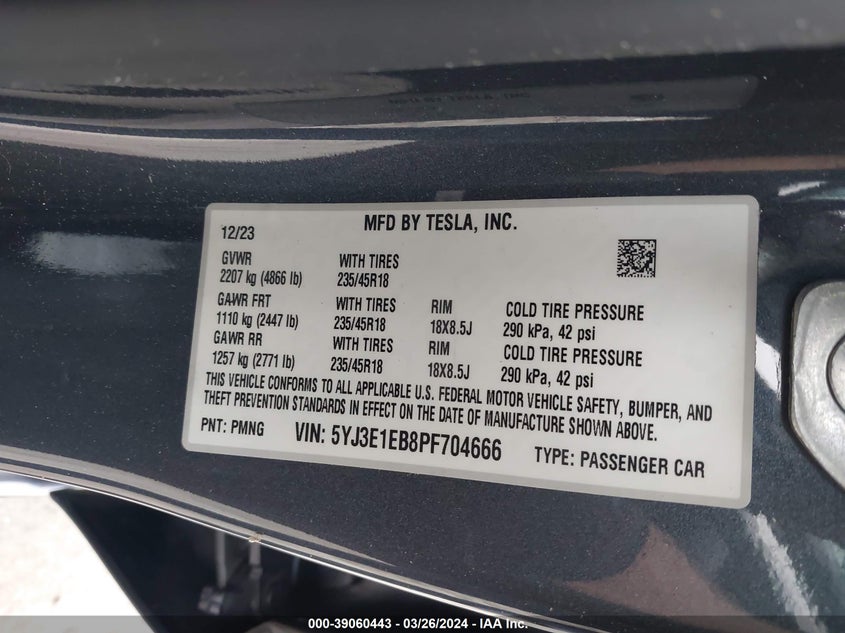 12/23
MFD BY TESLA, INC.
GVWR WITH TIRES
2207 kg (4866 lb) 235/45R18
GAWR FRT WITH TIRES RIM COLD TIRE PRESSURE
1110 kg (2447 lb) 235/45R18 18X8.5J 290 kPa, 42 psi
GAWR RR WITH TIRES RIM COLD TIRE PRESSURE
1257 kg (2771 lb) 235/45R18 18X8.5J 290 kPa, 42 psi
THIS VEHICLE CONFORMS TO ALL APPLICABLE U.S. FEDERAL MOTOR VEHICLE SAFETY, BUMPER, AND
THEFT PREVENTION STANDARDS IN EFFECT ON THE DATE OF MANUFACTURE SHOWN ABOVE.
PNT: PMNG VIN: 5YJ3E1EB8PF704666 TYPE: PASSENGER CAR
000-39060443 - 03/26/2024 - IAA Inc.